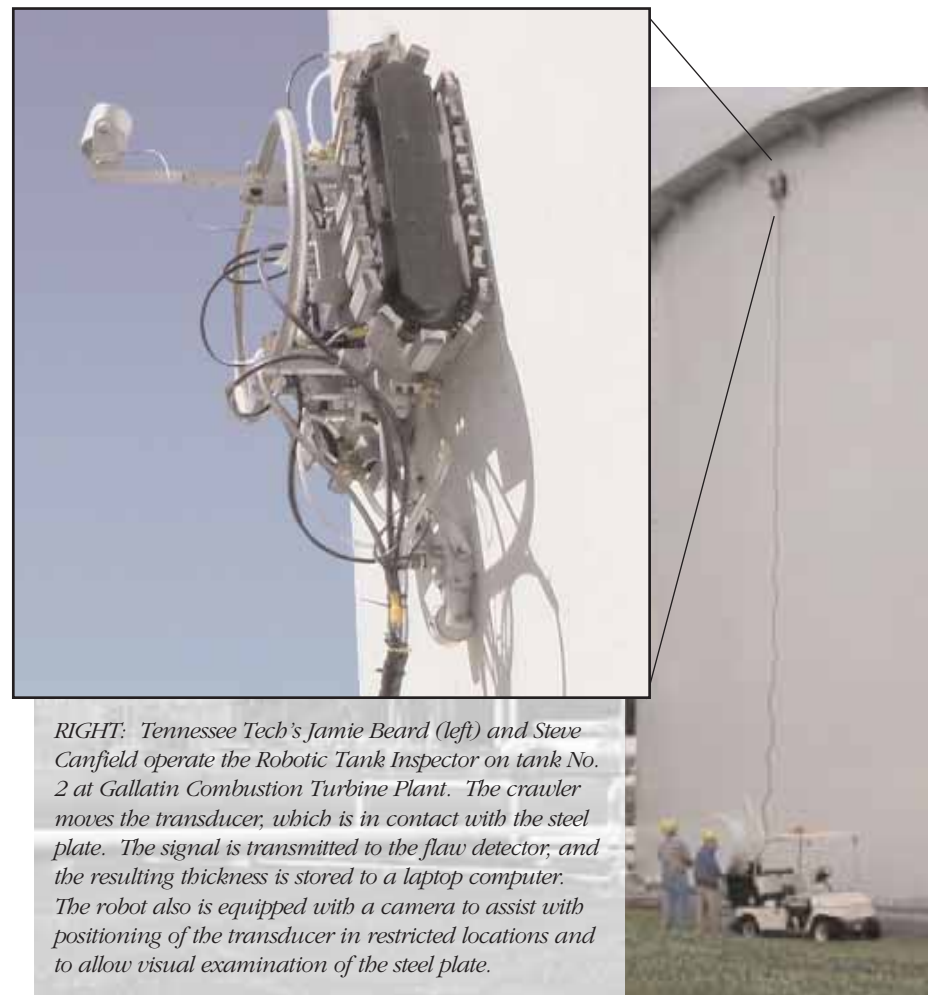 RIGHT: Tennessee Tech's Jamie Beard (left) and Steve
Canfield operate the Robotic Tank Inspector on tank No.
2 at Gallatin Combustion Turbine Plant. The crawler
moves the transducer, which is in contact with the steel
plate. The signal is transmitted to the flaw detector, and
the resulting thickness is stored to a laptop computer.
The robot also is equipped with a camera to assist with
positioning of the transducer in restricted locations and
to allow visual examination of the steel plate.